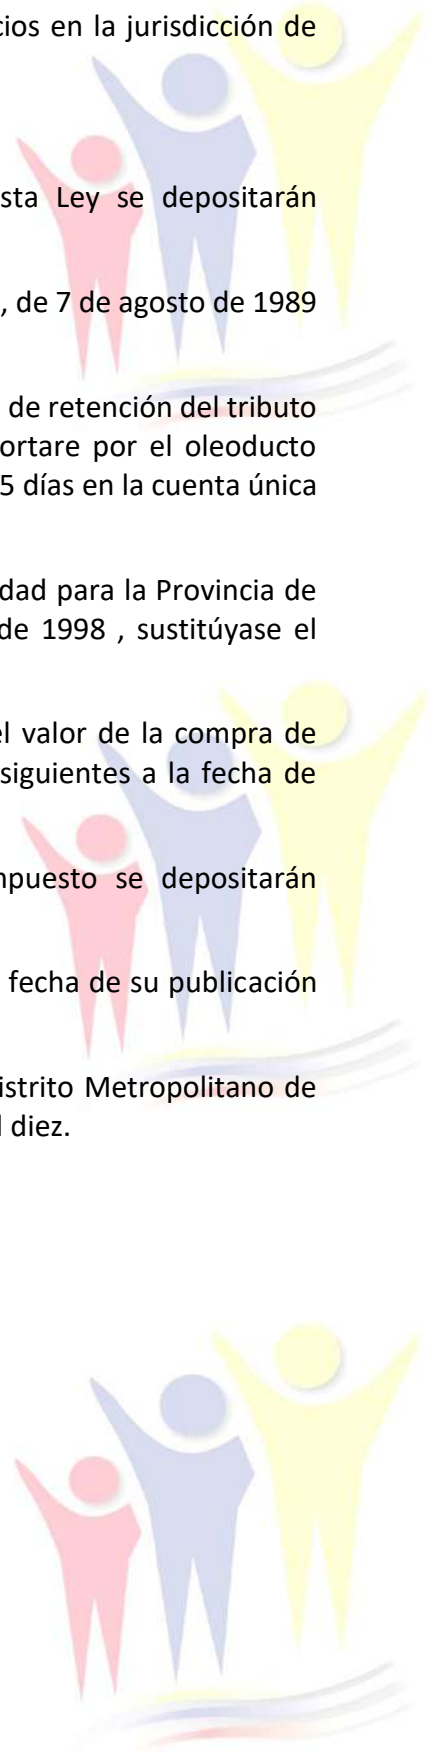 cios en la jurisdicción de
sta Ley se depositarán
, de 7 de agosto de 1989
de retención del tributo
ortare por el oleoducto
5 días en la cuenta única
dad para la Provincia de
de 1998 , sustitúyase el
el valor de la compra de
siguientes a la fecha de
mpuesto se depositarán
fecha de su publicación
istrito Metropolitano de
l diez.